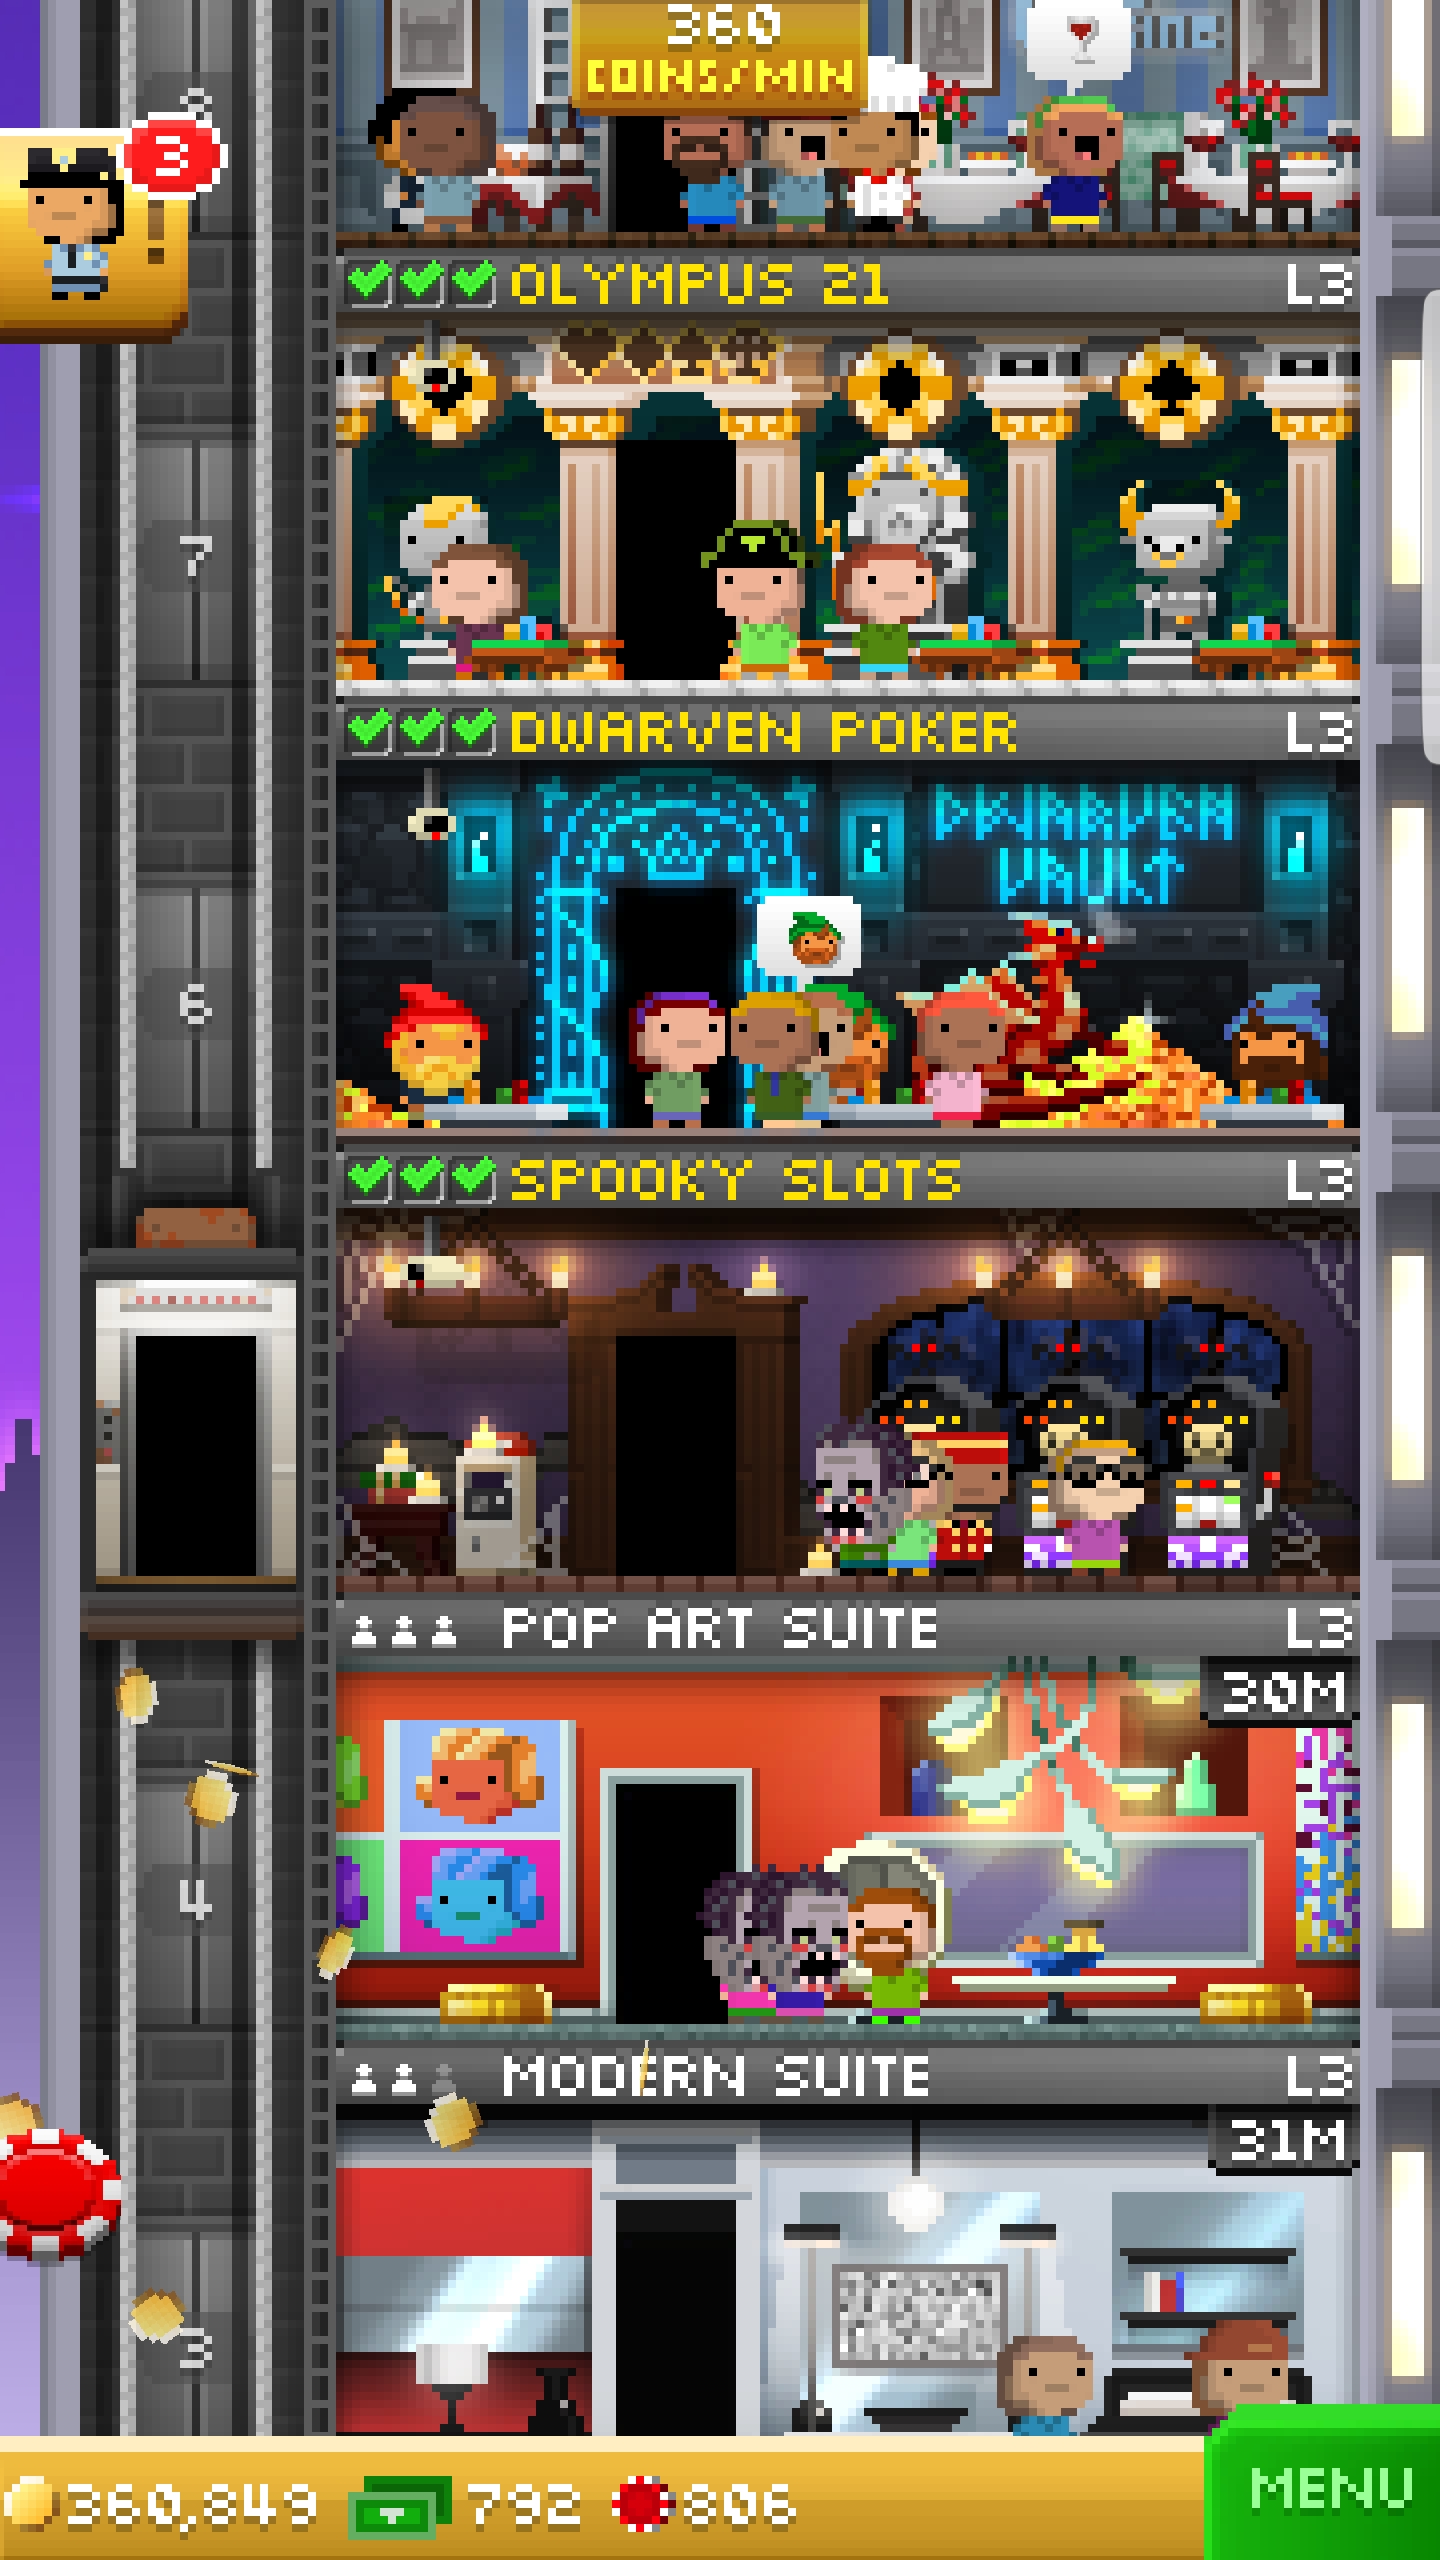 360
COINS/MIN
3
OLYMPUS 21 L3
7
DWARVEN POKER L3
DWARVEN
VAULT
6
SPOOKY SLOTS L3
POP ART SUITE L3
30M
4
MODERN SUITE L3
31M
3
360,849 792 806
MENU